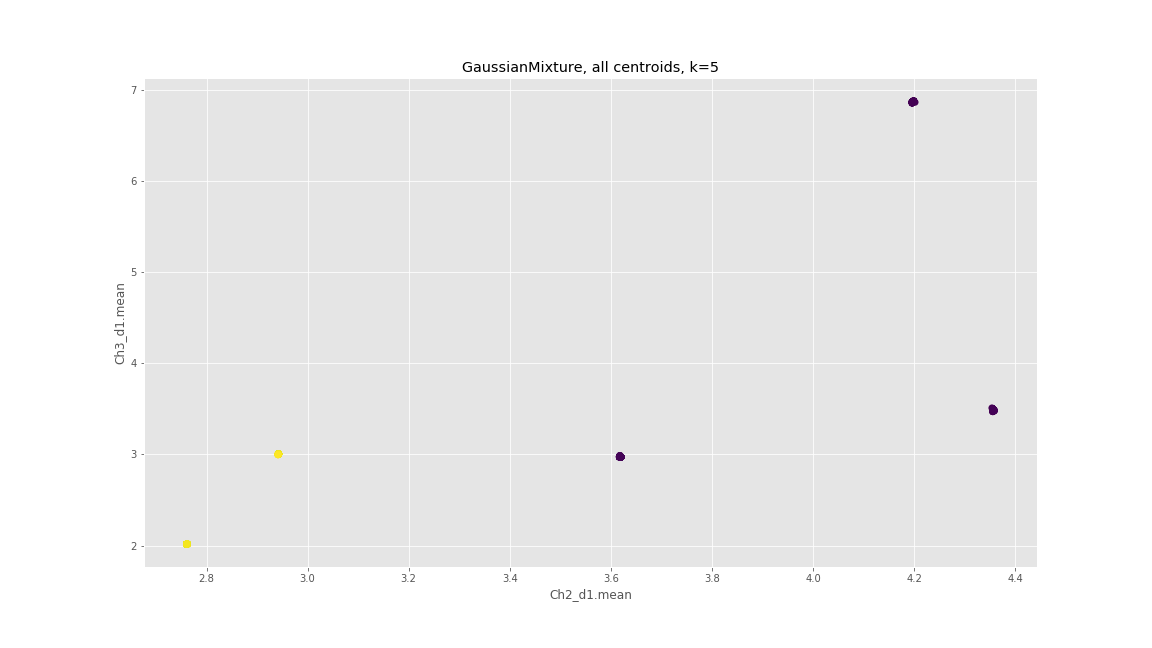 GaussianMixture, all centroids, k=5
7
6
5
4
3
2
Ch3_d1.mean
2.8 3.0 3.2 3.4 3.6 3.8 4.0 4.2 4.4
Ch2_d1.mean